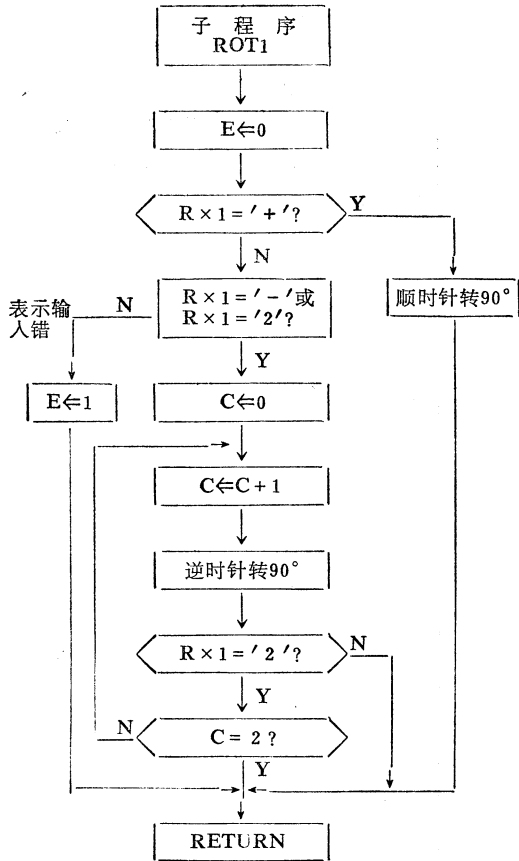 子程序
ROT1
E⇐0
R×1=′+′?
Y
N
R×1=′-′或
R×1=′2′?
顺时针转90°
N
表示输
入错
Y
E⇐1
C⇐0
C⇐C+1
逆时针转90°
R×1=′2′?
N
Y
C=2?
N
Y
RETURN